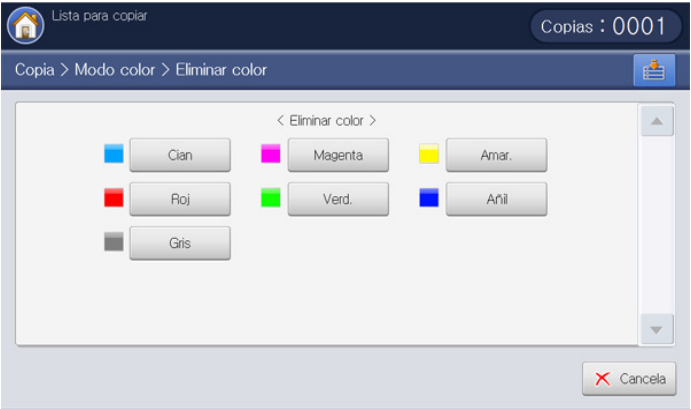 Lista para copiar
Copias : 0001
Copia > Modo color > Eliminar color
< Eliminar color >
Cian Magenta Amar.
Roj Verd. Añil
Gris
Cancela